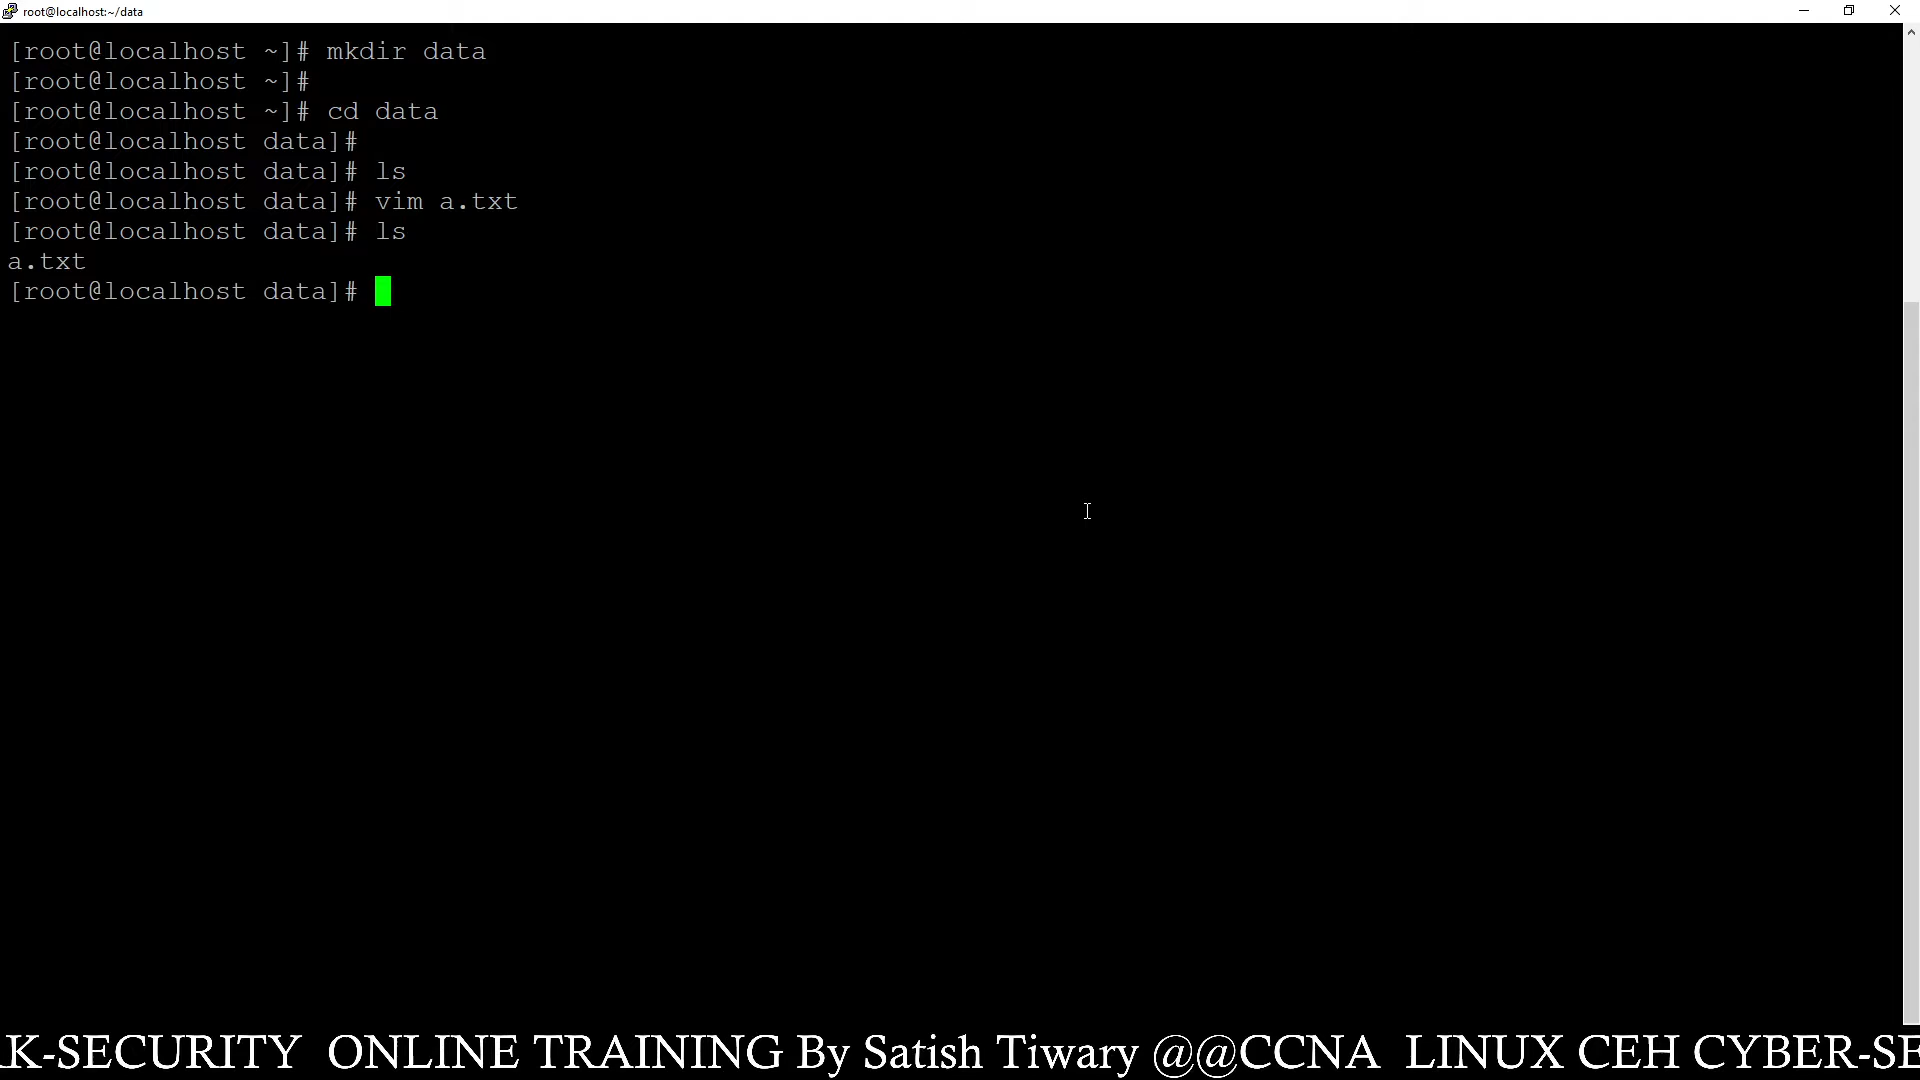 root@localhost:~/data
[root@localhost ~]# mkdir data
[root@localhost ~]#
[root@localhost ~]# cd data
[root@localhost data]#
[root@localhost data]# ls
[root@localhost data]# vim a.txt
[root@localhost data]# ls
a.txt
[root@localhost data]#
K-SECURITY  ONLINE TRAINING By Satish Tiwary @@CCNA  LINUX CEH CYBER-SE